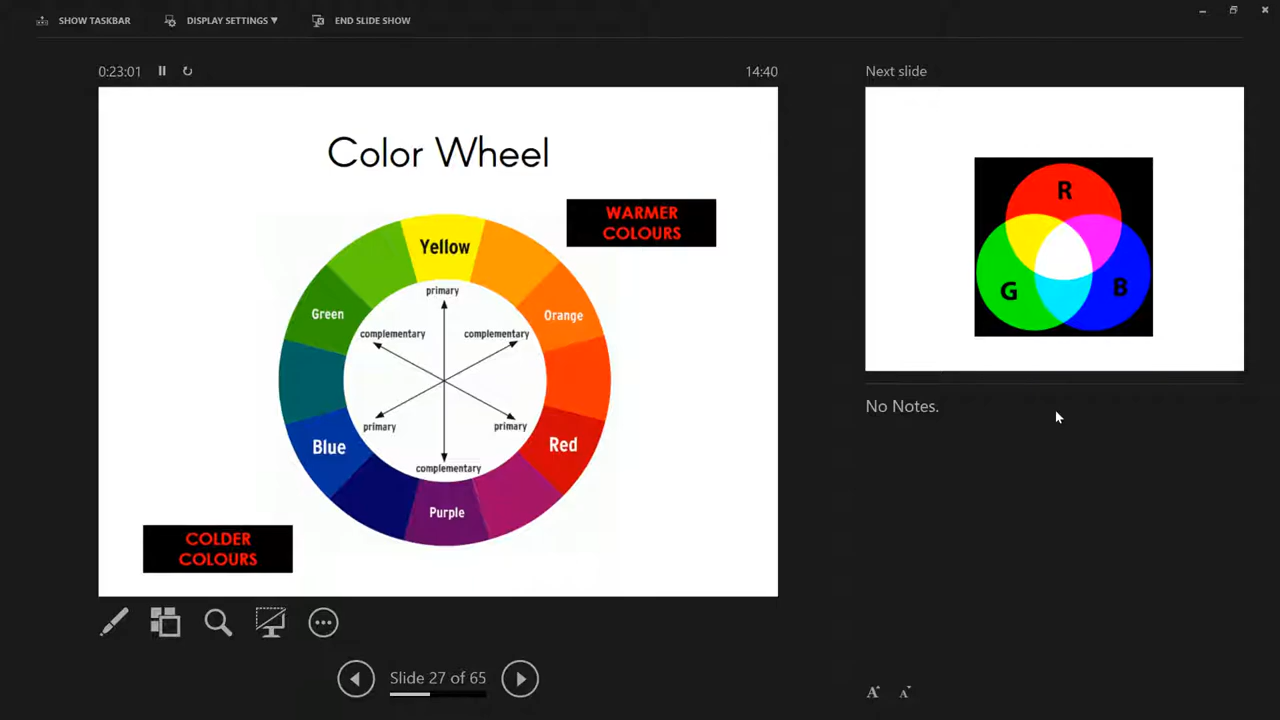 SHOW TASKBAR
DISPLAY SETTINGS ▼
END SLIDE SHOW
0:23:01
14:40
Color Wheel
WARMER
COLOURS
Yellow
Green
Orange
primary
complementary
complementary
primary
primary
complementary
Blue
Red
Purple
COLDER
COLOURS
Slide 27 of 65
Next slide
R
G
B
No Notes.
A
A